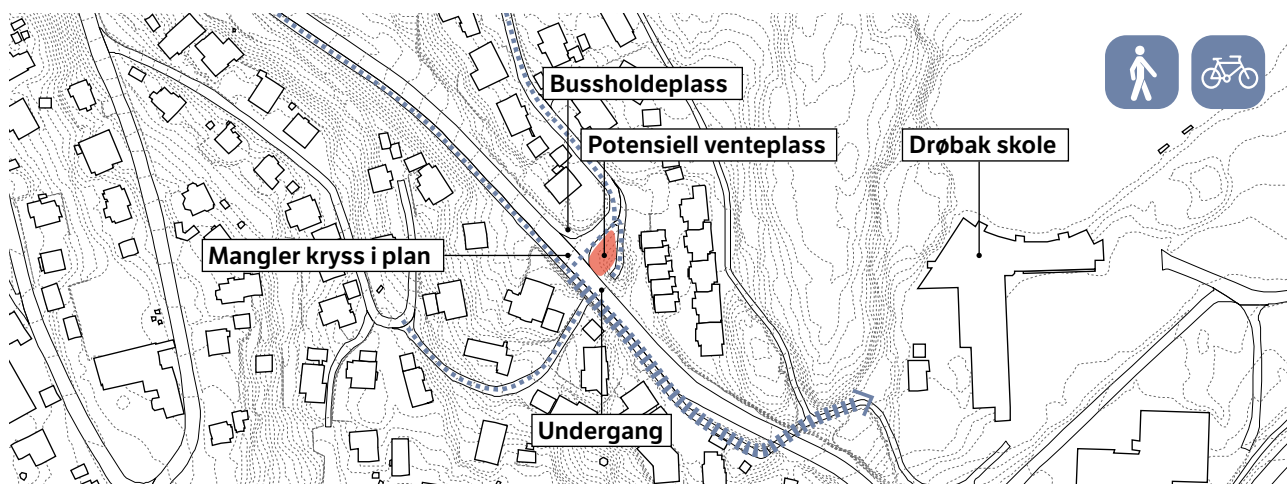 Bussholdeplass
Potensiell venteplass
Drøbak skole
Mangler kryss i plan
Undergang